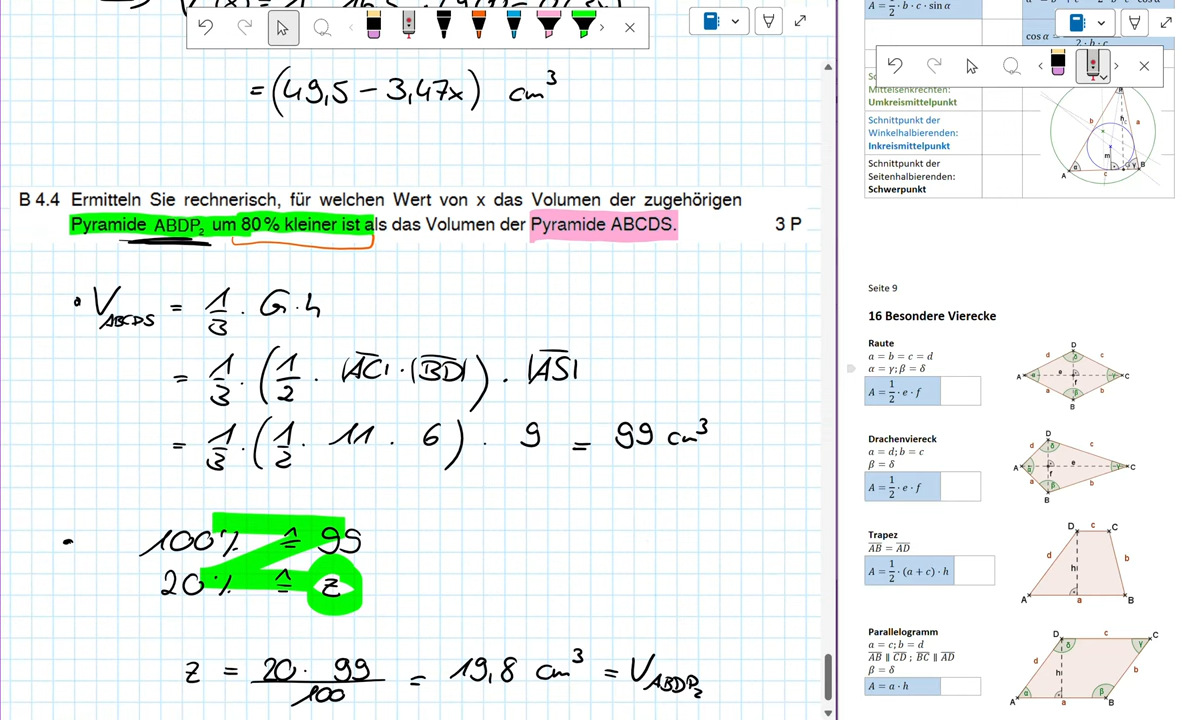 = (49,5 − 3,47x) cm³
B 4.4 Ermitteln Sie rechnerisch, für welchen Wert von x das Volumen der zugehörigen
Pyramide ABDP₂ um 80 % kleiner ist als das Volumen der Pyramide ABCDS.
3 P
• V_ABCDS = 1/3 · G · h
= 1/3 · (1/2 · |AC| · |BD|) · |AS|
= 1/3 · (1/2 · 11 · 6) · 9 = 99 cm³
• 100% ≙ 99
20% ≙ z
z = 20 · 99 / 100 = 19,8 cm³ = V_ABDP₂
A = 1/2 · b · c · sin α
cos α =
2 · b · c
Mittelsenkrechten:
Umkreismittelpunkt
Schnittpunkt der
Winkelhalbierenden:
Inkreismittelpunkt
Schnittpunkt der
Seitenhalbierenden:
Schwerpunkt
Seite 9
16 Besondere Vierecke
Raute
a = b = c = d
α = γ; β = δ
A = 1/2 · e · f
Drachenviereck
a = d; b = c
β = δ
A = 1/2 · e · f
Trapez
AB = AD
A = 1/2 · (a + c) · h
Parallelogramm
a = c; b = d
AB ∥ CD ; BC ∥ AD
β = δ
A = a · h